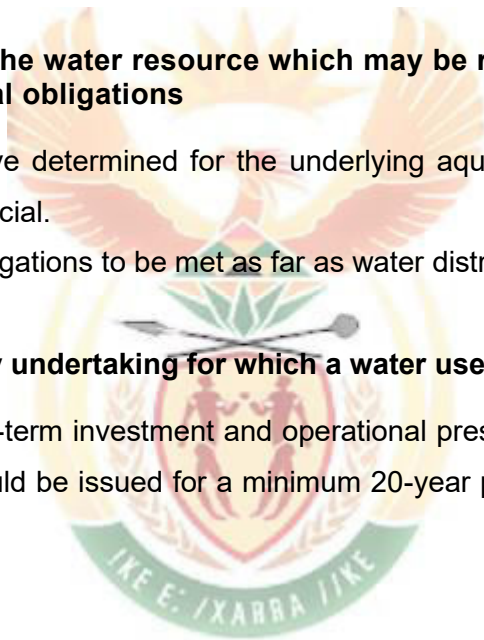 he water resource which may be r
al obligations
ve determined for the underlying aqu
cial.
gations to be met as far as water distr
y undertaking for which a water use
-term investment and operational pres
uld be issued for a minimum 20-year p
!KE E: /XARRA //KE